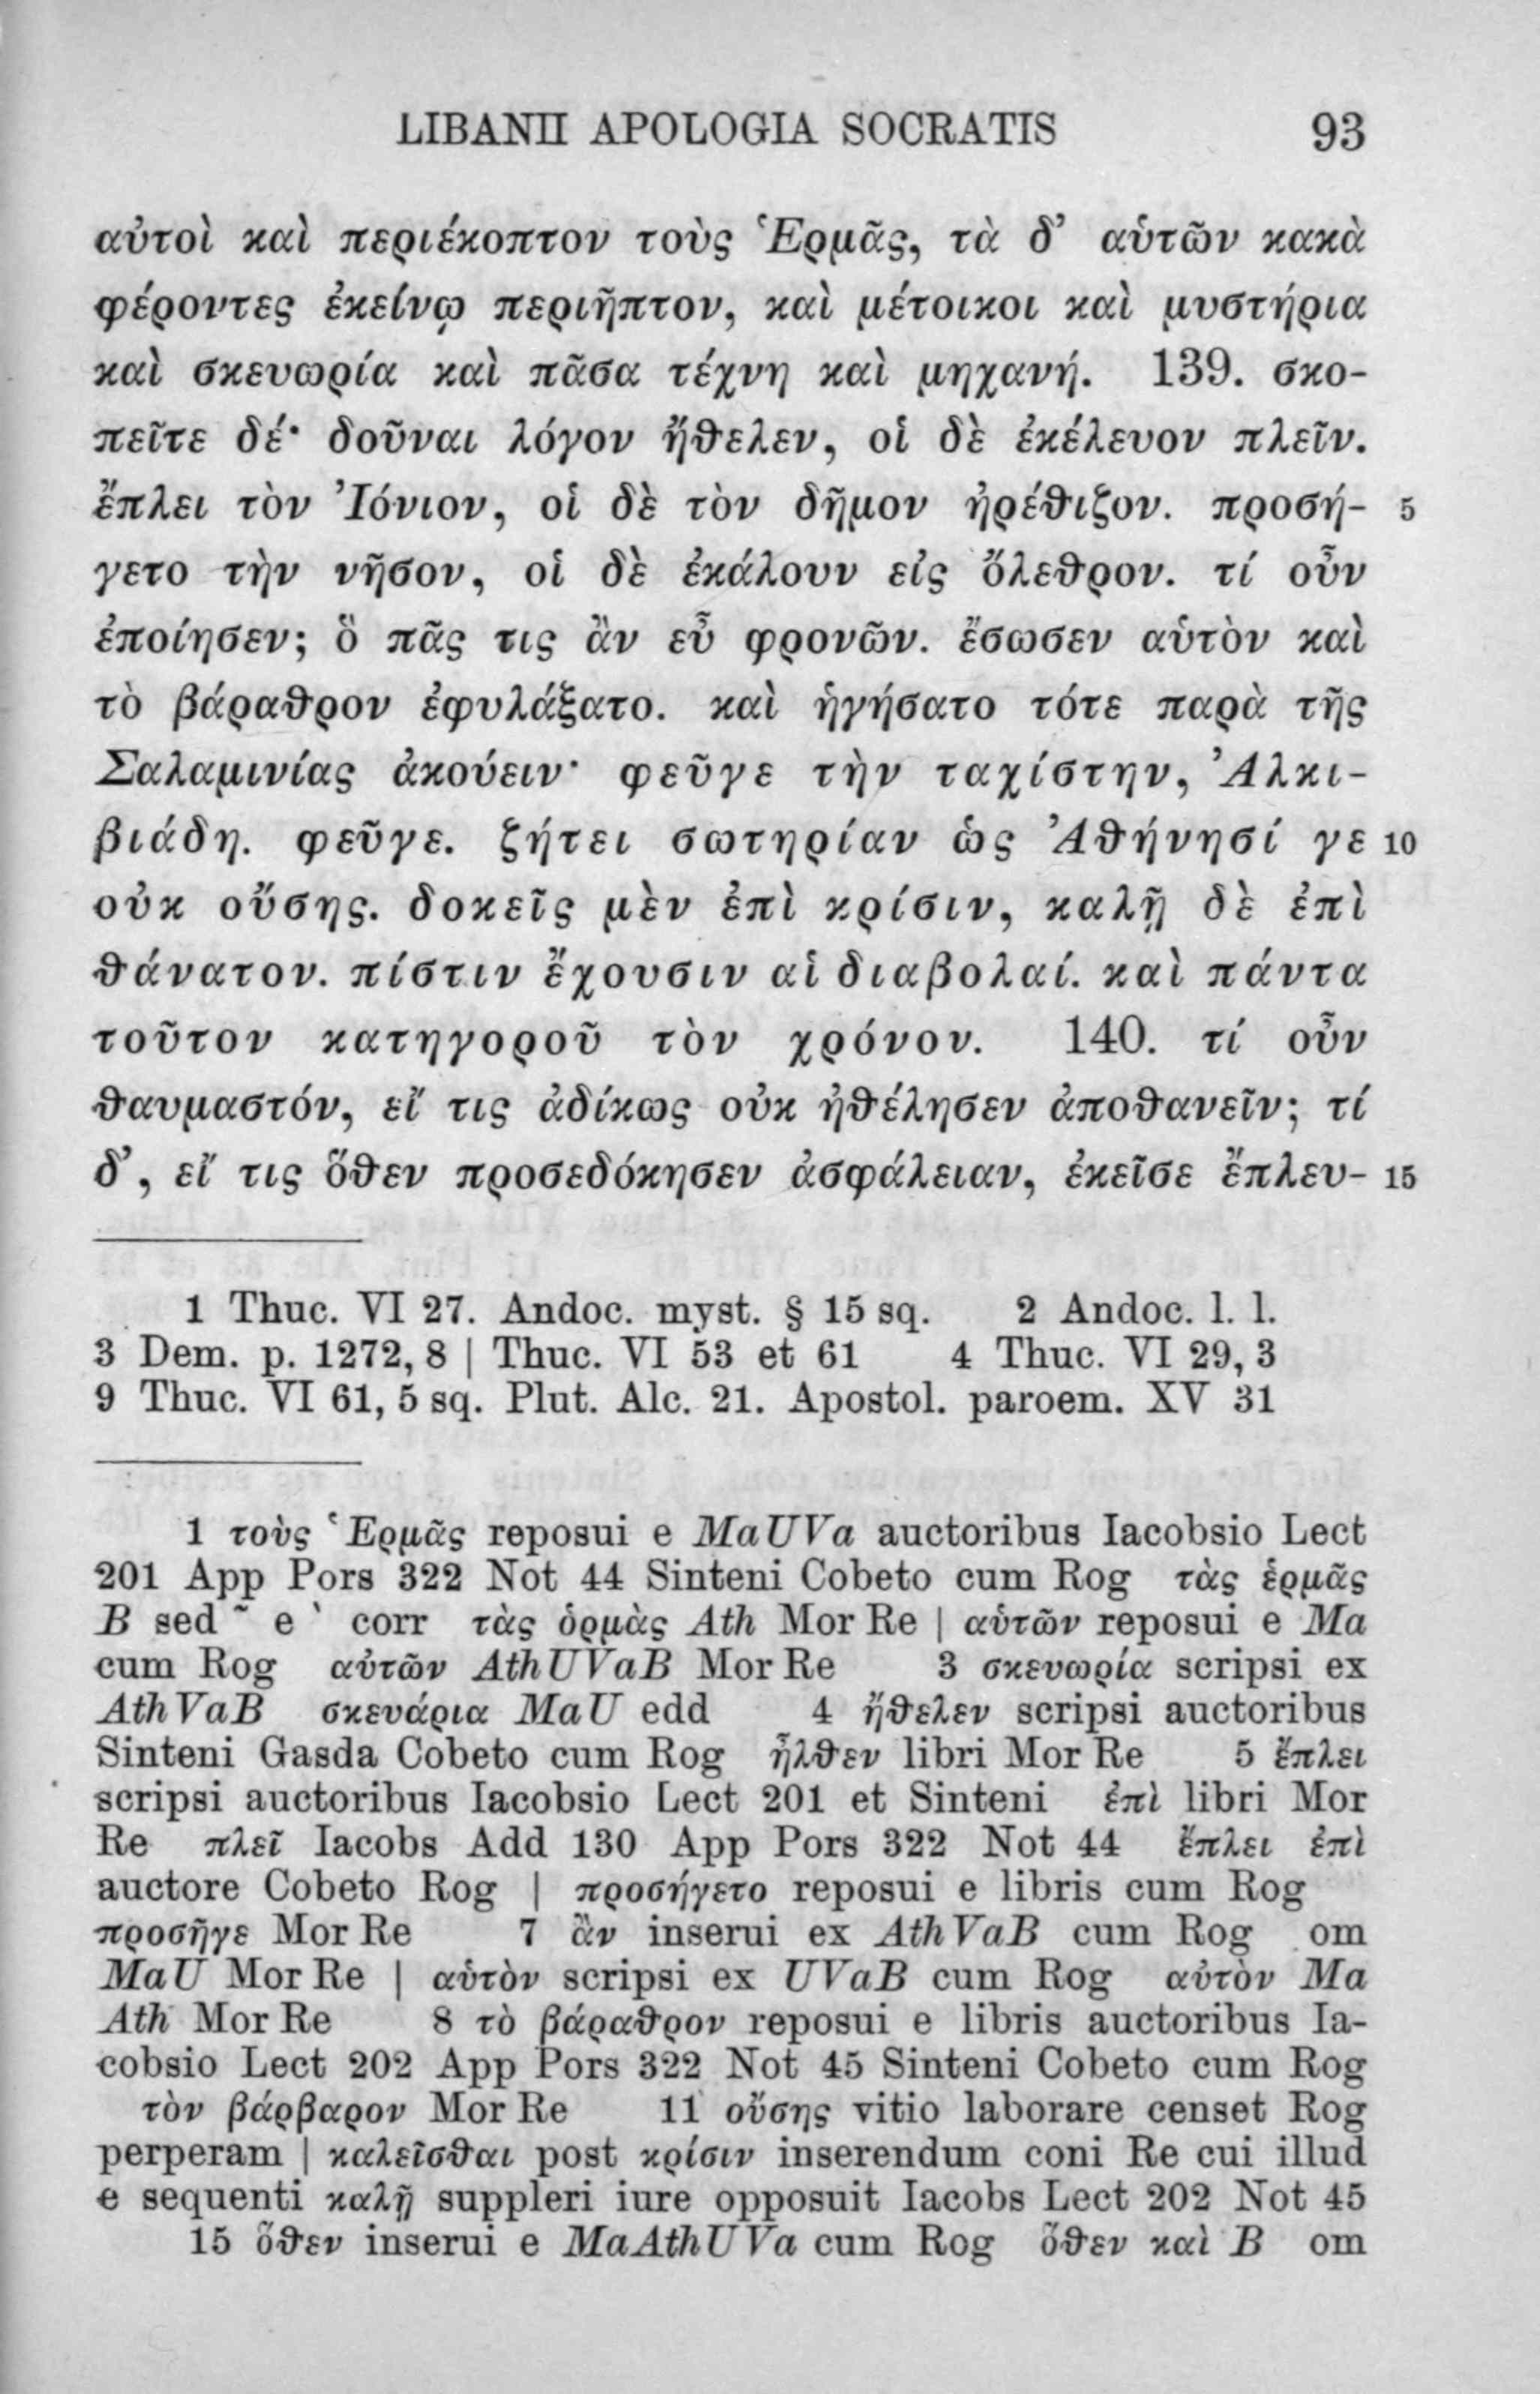 LIBANII APOLOGIA SOCRATIS 93
αὐτοὶ καὶ περιέκοπτον τοὺς Ἑρμᾶς, τὰ δ’ αὑτῶν κακὰ
φέροντες ἐκείνῳ περιῆπτον, καὶ μέτοικοι καὶ μυστήρια
καὶ σκευωρία καὶ πᾶσα τέχνη καὶ μηχανή. 139. σκο-
πεῖτε δέ· δοῦναι λόγον ἤθελεν, οἱ δὲ ἐκέλευον πλεῖν.
ἔπλει τὸν Ἰόνιον, οἱ δὲ τὸν δῆμον ἠρέθιζον. προσή- 5
γετο τὴν νῆσον, οἱ δὲ ἐκάλουν εἰς ὄλεθρον. τί οὖν
ἐποίησεν; ὃ πᾶς τις ἂν εὖ φρονῶν. ἔσωσεν αὑτὸν καὶ
τὸ βάραθρον ἐφυλάξατο. καὶ ἡγήσατο τότε παρὰ τῆς
Σαλαμινίας ἀκούειν· φεῦγε τὴν ταχίστην, Ἀλκι-
βιάδη. φεῦγε. ζήτει σωτηρίαν ὡς Ἀθήνησί γε 10
οὐκ οὔσης. δοκεῖς μὲν ἐπὶ κρίσιν, καλῇ δὲ ἐπὶ
θάνατον. πίστιν ἔχουσιν αἱ διαβολαί. καὶ πάντα
τοῦτον κατηγοροῦ τὸν χρόνον. 140. τί οὖν
θαυμαστόν, εἴ τις ἀδίκως οὐκ ἠθέλησεν ἀποθανεῖν; τί
δ’, εἴ τις ὅθεν προσεδόκησεν ἀσφάλειαν, ἐκεῖσε ἔπλευ- 15
1 Thuc. VI 27. Andoc. myst. § 15 sq. 2 Andoc. l. l.
3 Dem. p. 1272, 8 | Thuc. VI 53 et 61 4 Thuc. VI 29, 3
9 Thuc. VI 61, 5 sq. Plut. Alc. 21. Apostol. paroem. XV 31
1 τοὺς Ἑρμᾶς reposui e MaUVa auctoribus Iacobsio Lect
201 App Pors 322 Not 44 Sinteni Cobeto cum Rog τὰς ἑρμᾶς
B sed ῀ e ` corr τὰς ὁρμὰς Ath Mor Re | αὑτῶν reposui e Ma
cum Rog αὐτῶν AthUVaB Mor Re 3 σκευωρία scripsi ex
AthVaB σκευάρια MaU edd 4 ἤθελεν scripsi auctoribus
Sinteni Gasda Cobeto cum Rog ἦλθεν libri Mor Re 5 ἔπλει
scripsi auctoribus Iacobsio Lect 201 et Sinteni ἐπὶ libri Mor
Re πλεῖ Iacobs Add 130 App Pors 322 Not 44 ἔπλει ἐπὶ
auctore Cobeto Rog | προσήγετο reposui e libris cum Rog
προσῆγε Mor Re 7 ἂν inserui ex AthVaB cum Rog om
MaU Mor Re | αὑτὸν scripsi ex UVaB cum Rog αὐτὸν Ma
Ath Mor Re 8 τὸ βάραθρον reposui e libris auctoribus Ia-
cobsio Lect 202 App Pors 322 Not 45 Sinteni Cobeto cum Rog
τὸν βάρβαρον Mor Re 11 οὔσης vitio laborare censet Rog
perperam | καλεῖσθαι post κρίσιν inserendum coni Re cui illud
e sequenti καλῇ suppleri iure opposuit Iacobs Lect 202 Not 45
15 ὅθεν inserui e MaAthUVa cum Rog ὅθεν καὶ B om